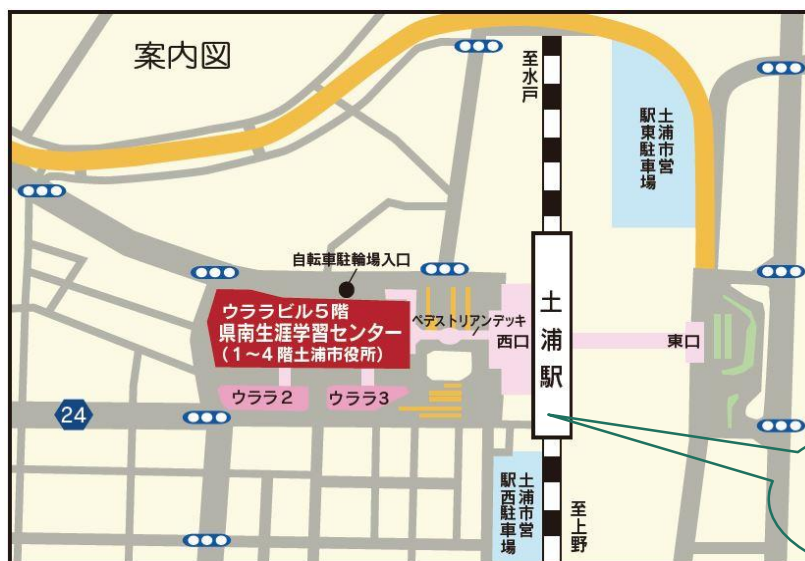 案内図
至水戸
土浦市営
駅東駐車場
自転車駐輪場入口
ウララビル5階
県南生涯学習センター
（1～4階土浦市役所）
ペデストリアンデッキ
西口
土浦駅
東口
ウララ2
ウララ3
24
土浦市営
駅西駐車場
至上野